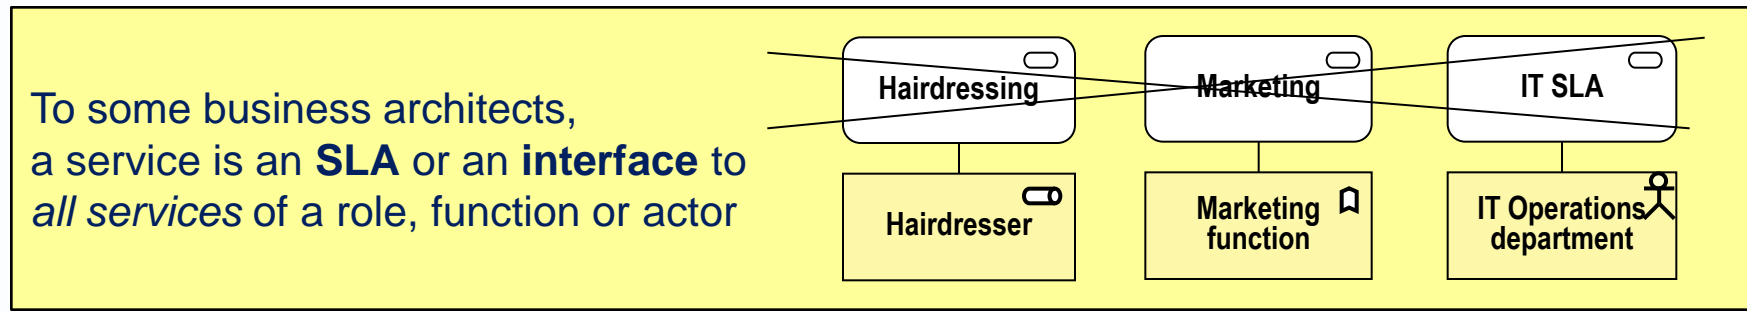 To some business architects,
a service is an SLA or an interface to
all services of a role, function or actor
Hairdressing
Marketing
IT SLA
Hairdresser
Marketing
function
IT Operations
department